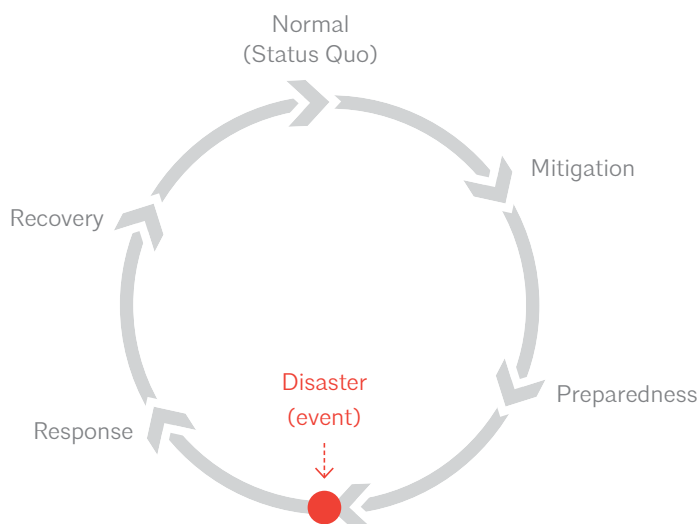 Normal
(Status Quo)
Mitigation
Recovery
Disaster
(event)
Preparedness
Response